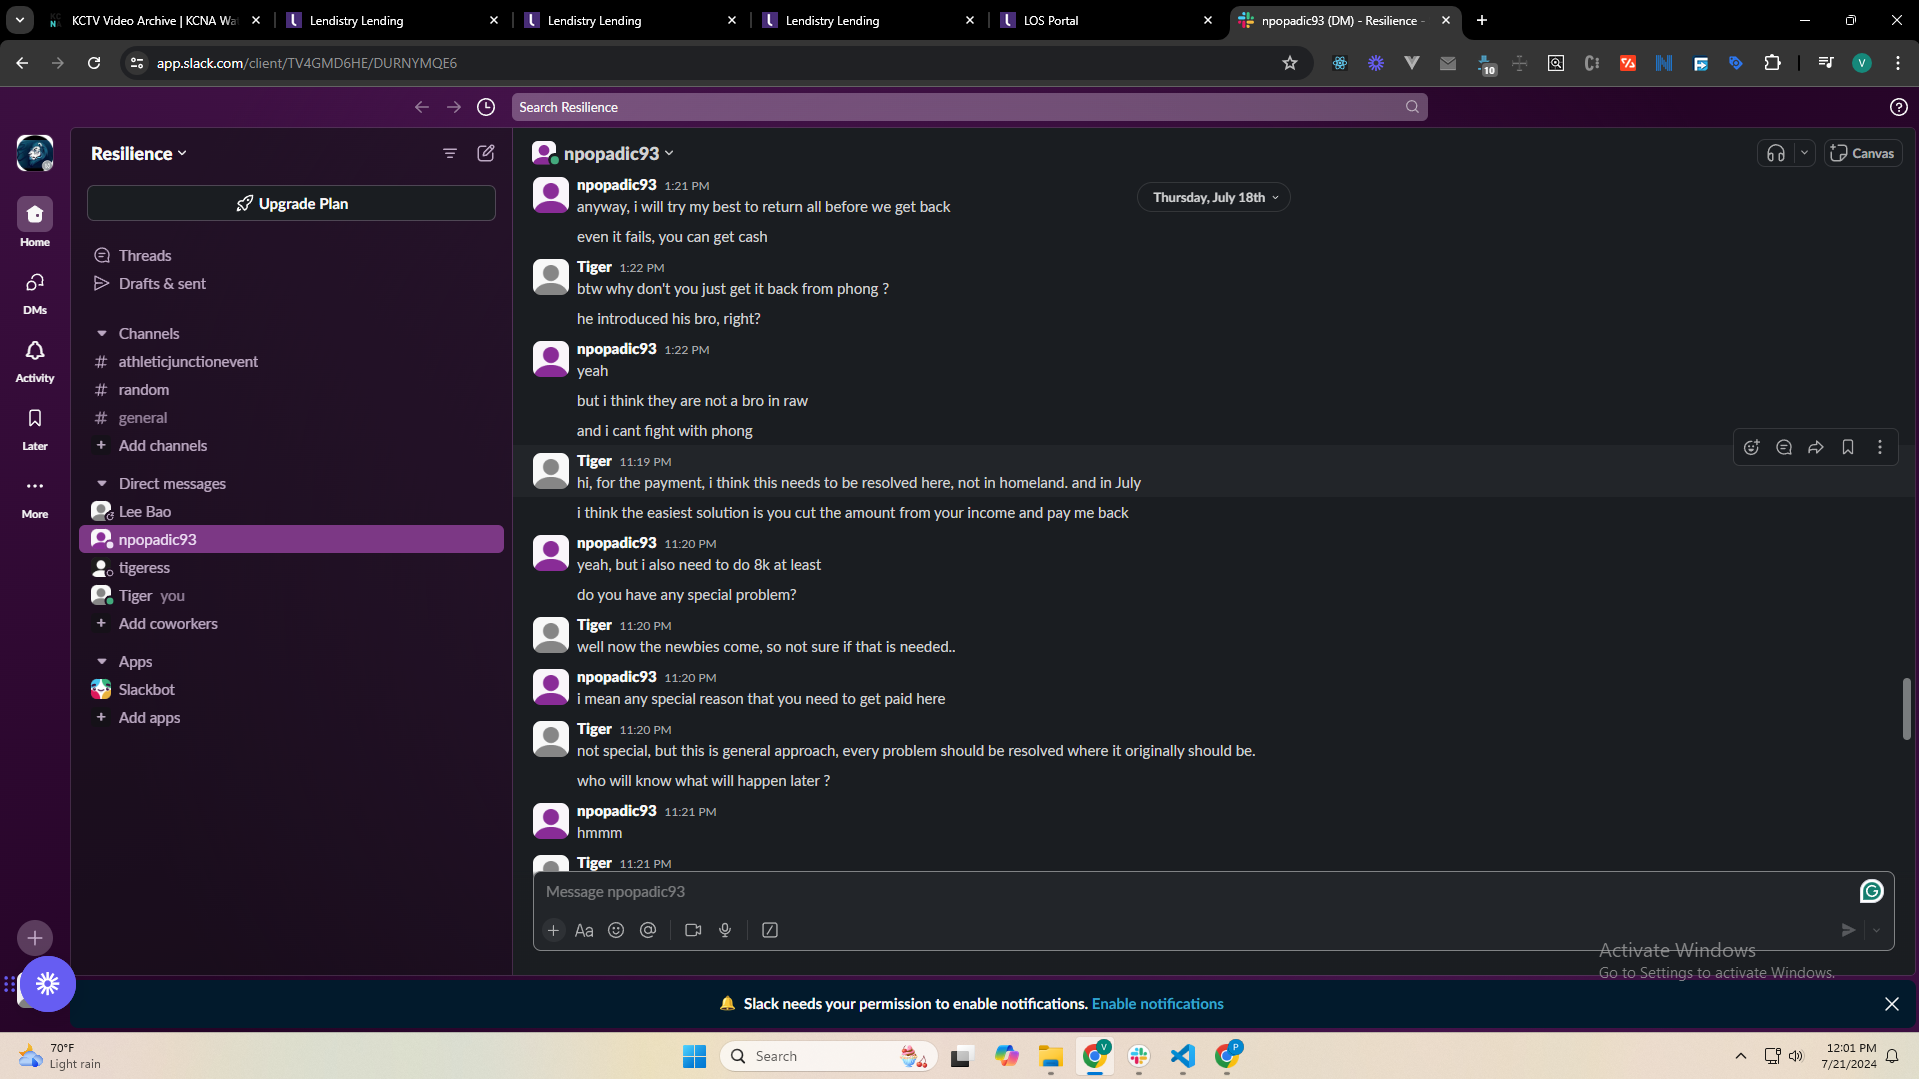 KCTV Video Archive | KCNA Wa
Lendistry Lending
Lendistry Lending
Lendistry Lending
LOS Portal
npopadic93 (DM) - Resilience -
app.slack.com/client/TV4GMD6HE/DURNYMQE6
10
V
Search Resilience
Resilience
Upgrade Plan
Home
DMs
Activity
Later
More
Threads
Drafts & sent
Channels
# athleticjunctionevent
# random
# general
+ Add channels
Direct messages
Lee Bao
npopadic93
tigeress
Tiger you
+ Add coworkers
Apps
Slackbot
+ Add apps
npopadic93
Canvas
Thursday, July 18th
npopadic93 1:21 PM
anyway, i will try my best to return all before we get back
even it fails, you can get cash
Tiger 1:22 PM
btw why don't you just get it back from phong ?
he introduced his bro, right?
npopadic93 1:22 PM
yeah
but i think they are not a bro in raw
and i cant fight with phong
Tiger 11:19 PM
hi, for the payment, i think this needs to be resolved here, not in homeland. and in July
i think the easiest solution is you cut the amount from your income and pay me back
npopadic93 11:20 PM
yeah, but i also need to do 8k at least
do you have any special problem?
Tiger 11:20 PM
well now the newbies come, so not sure if that is needed..
npopadic93 11:20 PM
i mean any special reason that you need to get paid here
Tiger 11:20 PM
not special, but this is general approach, every problem should be resolved where it originally should be.
who will know what will happen later ?
npopadic93 11:21 PM
hmmm
Tiger 11:21 PM
Message npopadic93
Aa
Activate Windows
Go to Settings to activate Windows.
Slack needs your permission to enable notifications. Enable notifications
70°F
Light rain
Search
V
P
12:01 PM
7/21/2024